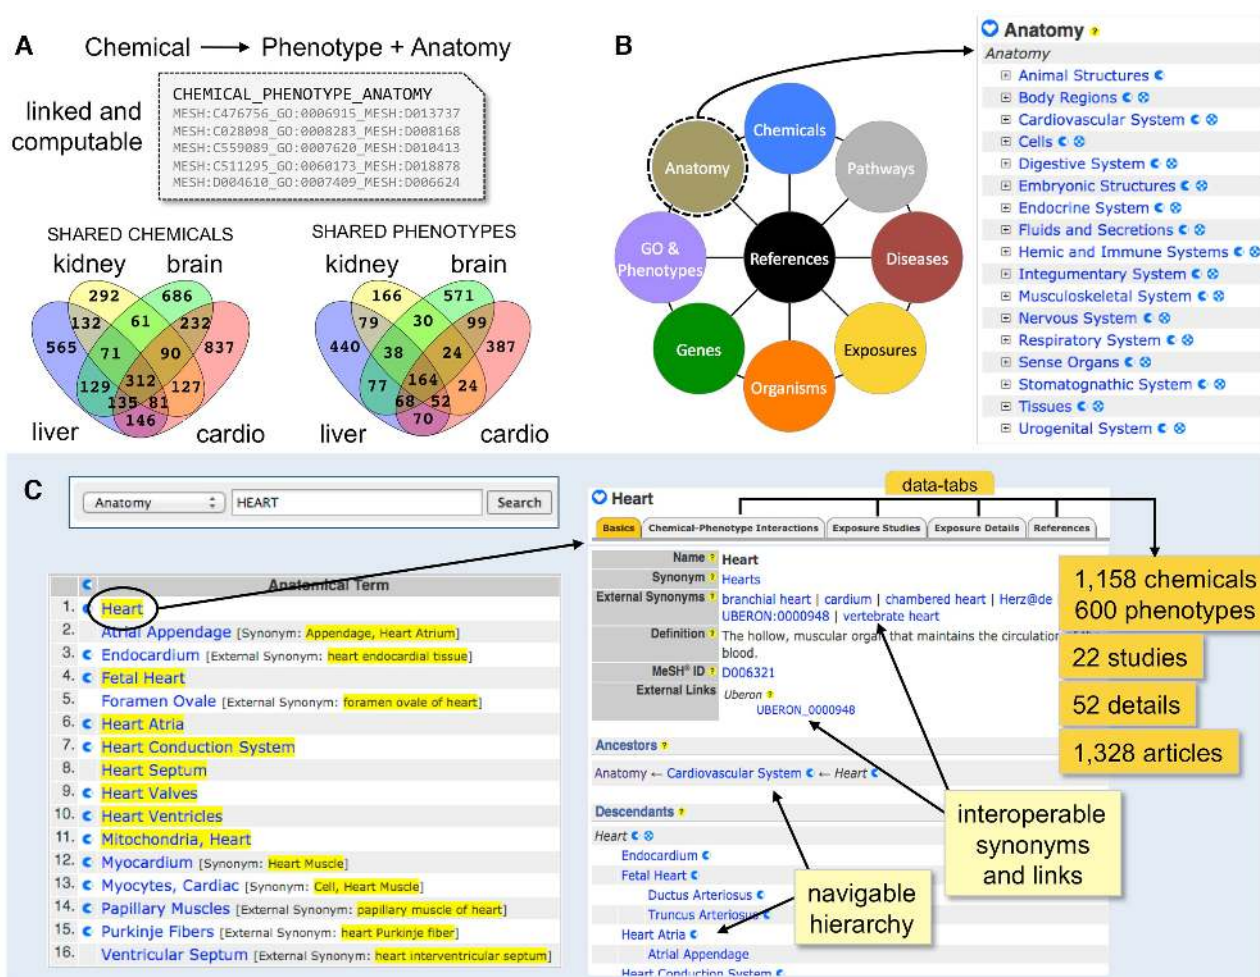 A
Chemical → Phenotype + Anatomy
linked and
computable
CHEMICAL_PHENOTYPE_ANATOMY
MESH:C476756_GO:0006915_MESH:D013737
MESH:C028098_GO:0008283_MESH:D008168
MESH:C559089_GO:0007620_MESH:D010413
MESH:C511295_GO:0060173_MESH:D018878
MESH:D004610_GO:0007409_MESH:D006624
SHARED CHEMICALS
kidney brain
292 686
132 61 232
565 71 90 837
129 312 127
135 81
146
liver cardio
SHARED PHENOTYPES
kidney brain
166 571
79 30 99
440 38 24 387
77 164 24
68 52
70
liver cardio
B
Chemicals
Anatomy
Pathways
GO &
Phenotypes
References
Diseases
Genes
Exposures
Organisms
Anatomy ?
Anatomy
Animal Structures
Body Regions
Cardiovascular System
Cells
Digestive System
Embryonic Structures
Endocrine System
Fluids and Secretions
Hemic and Immune Systems
Integumentary System
Musculoskeletal System
Nervous System
Respiratory System
Sense Organs
Stomatognathic System
Tissues
Urogenital System
C
Anatomy HEART Search
Anatomical Term
1. Heart
2. Atrial Appendage [Synonym: Appendage, Heart Atrium]
3. Endocardium [External Synonym: heart endocardial tissue]
4. Fetal Heart
5. Foramen Ovale [External Synonym: foramen ovale of heart]
6. Heart Atria
7. Heart Conduction System
8. Heart Septum
9. Heart Valves
10. Heart Ventricles
11. Mitochondria, Heart
12. Myocardium [Synonym: Heart Muscle]
13. Myocytes, Cardiac [Synonym: Cell, Heart Muscle]
14. Papillary Muscles [External Synonym: papillary muscle of heart]
15. Purkinje Fibers [External Synonym: heart Purkinje fiber]
16. Ventricular Septum [External Synonym: heart interventricular septum]
Heart
data-tabs
Basics Chemical-Phenotype Interactions Exposure Studies Exposure Details References
Name ? Heart
Synonym ? Hearts
External Synonyms ? branchial heart | cardium | chambered heart | Herz@de
UBERON:0000948 | vertebrate heart
Definition ? The hollow, muscular organ that maintains the circulation of the
blood.
MeSH® ID ? D006321
External Links Uberon ?
UBERON_0000948
Ancestors ?
Anatomy ← Cardiovascular System ← Heart
Descendants ?
Heart
Endocardium
Fetal Heart
Ductus Arteriosus
Truncus Arteriosus
Heart Atria
Atrial Appendage
Heart Conduction System
1,158 chemicals
600 phenotypes
22 studies
52 details
1,328 articles
interoperable
synonyms
and links
navigable
hierarchy